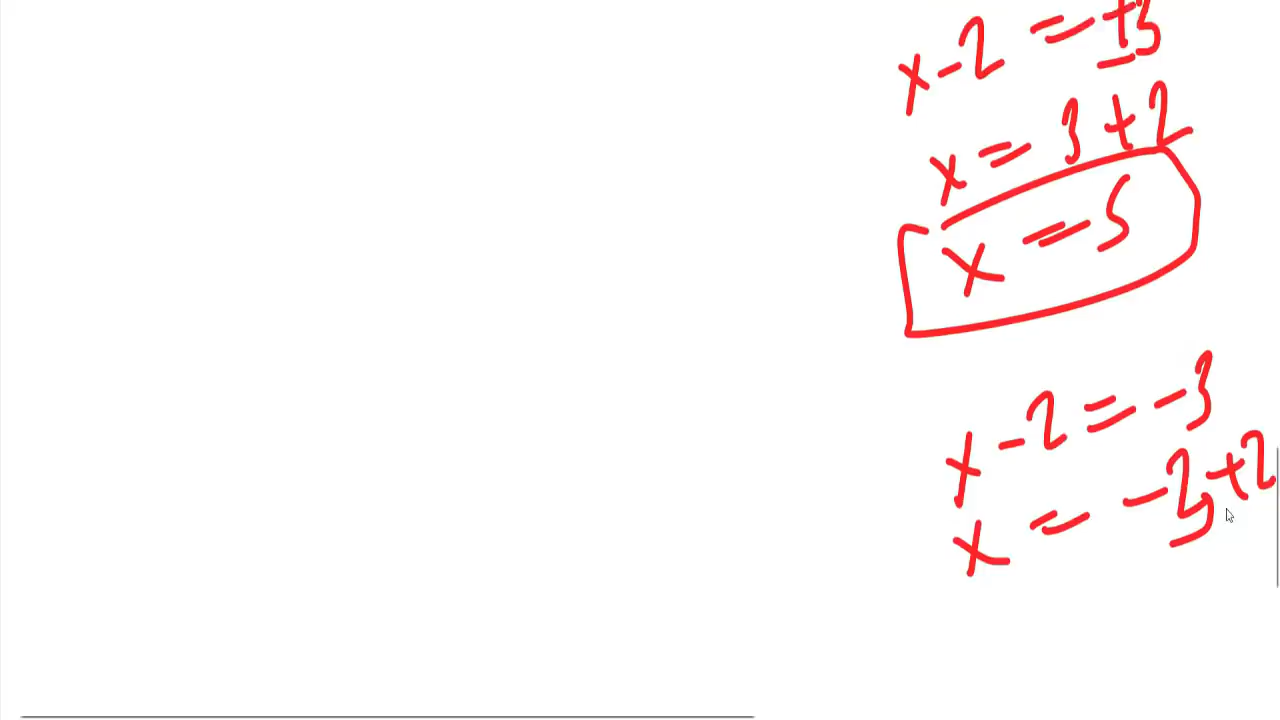 x - 2 = +3
x = 3 + 2
x = 5
x - 2 = -3
x = -3 + 2